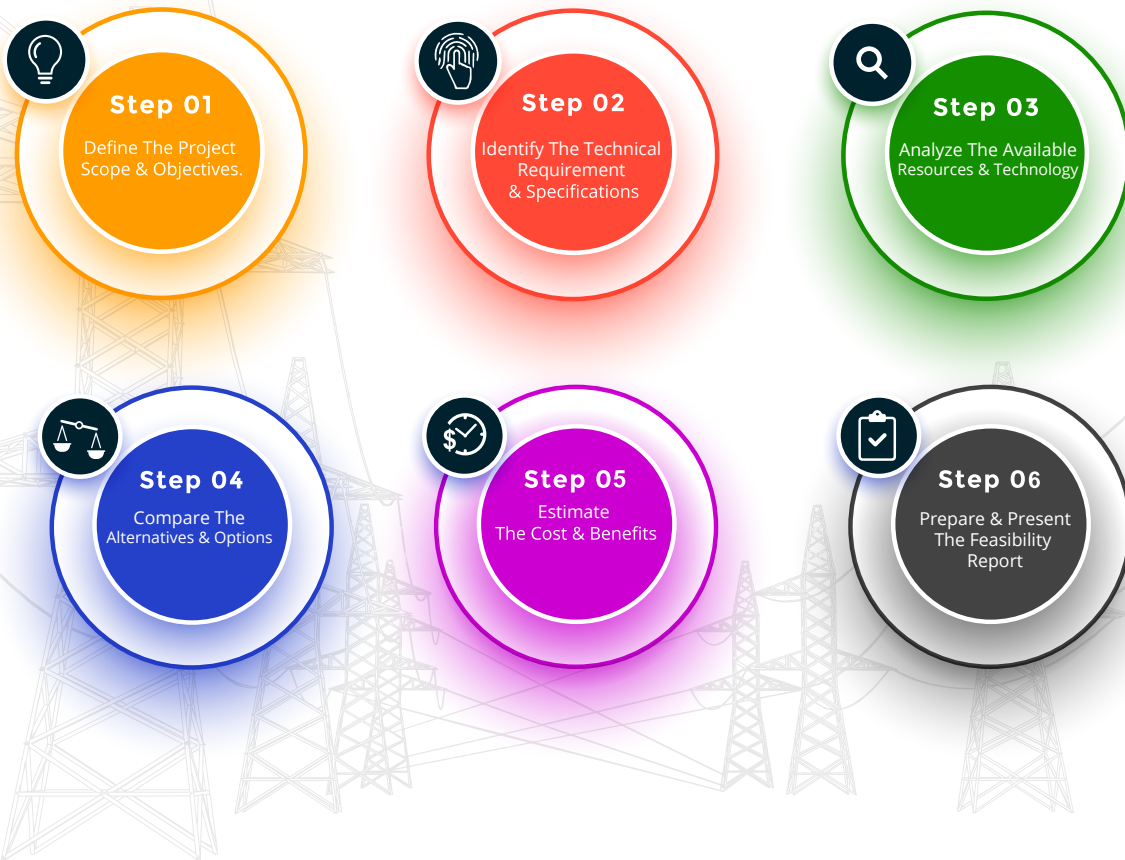 Step 01
Define The Project
Scope & Objectives.
Step 02
Identify The Technical
Requirement
& Specifications
Step 03
Analyze The Available
Resources & Technology
Step 04
Compare The
Alternatives & Options
Step 05
Estimate
The Cost & Benefits
Step 06
Prepare & Present
The Feasibility
Report